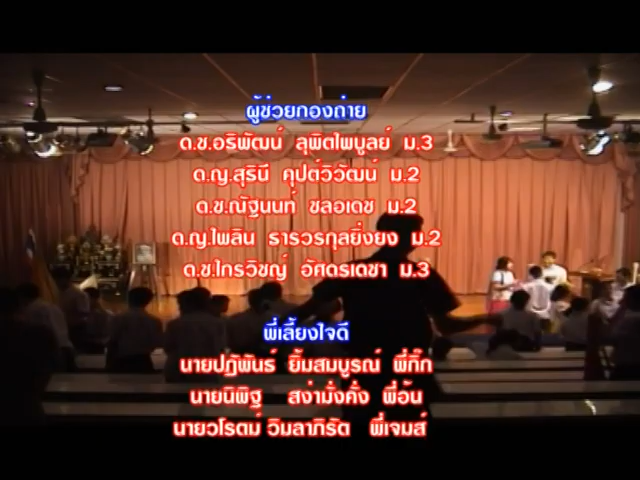 ผู้ช่วยกองถ่าย
ด.ช.อริพัฒน์ ลุพิตไพบูลย์ ม.3
ด.ญ.สุรินี คุปต์วิวัฒน์ ม.2
ด.ช.ณัฐนนท์ ชลอเดช ม.2
ด.ญ.ไพลิน ธารวรกุลยิ่งยง ม.2
ด.ช.ไกรวิชญ์ อัศดรเดชา ม.3
พี่เลี้ยงใจดี
นายปฏิพันธ์ ยิ้มสมบูรณ์ พี่กิ๊ก
นายนิพิฐ สง่ามั่งคั่ง พี่อ้น
นายวโรตม์ วิมลาภิรัต พี่เจมส์